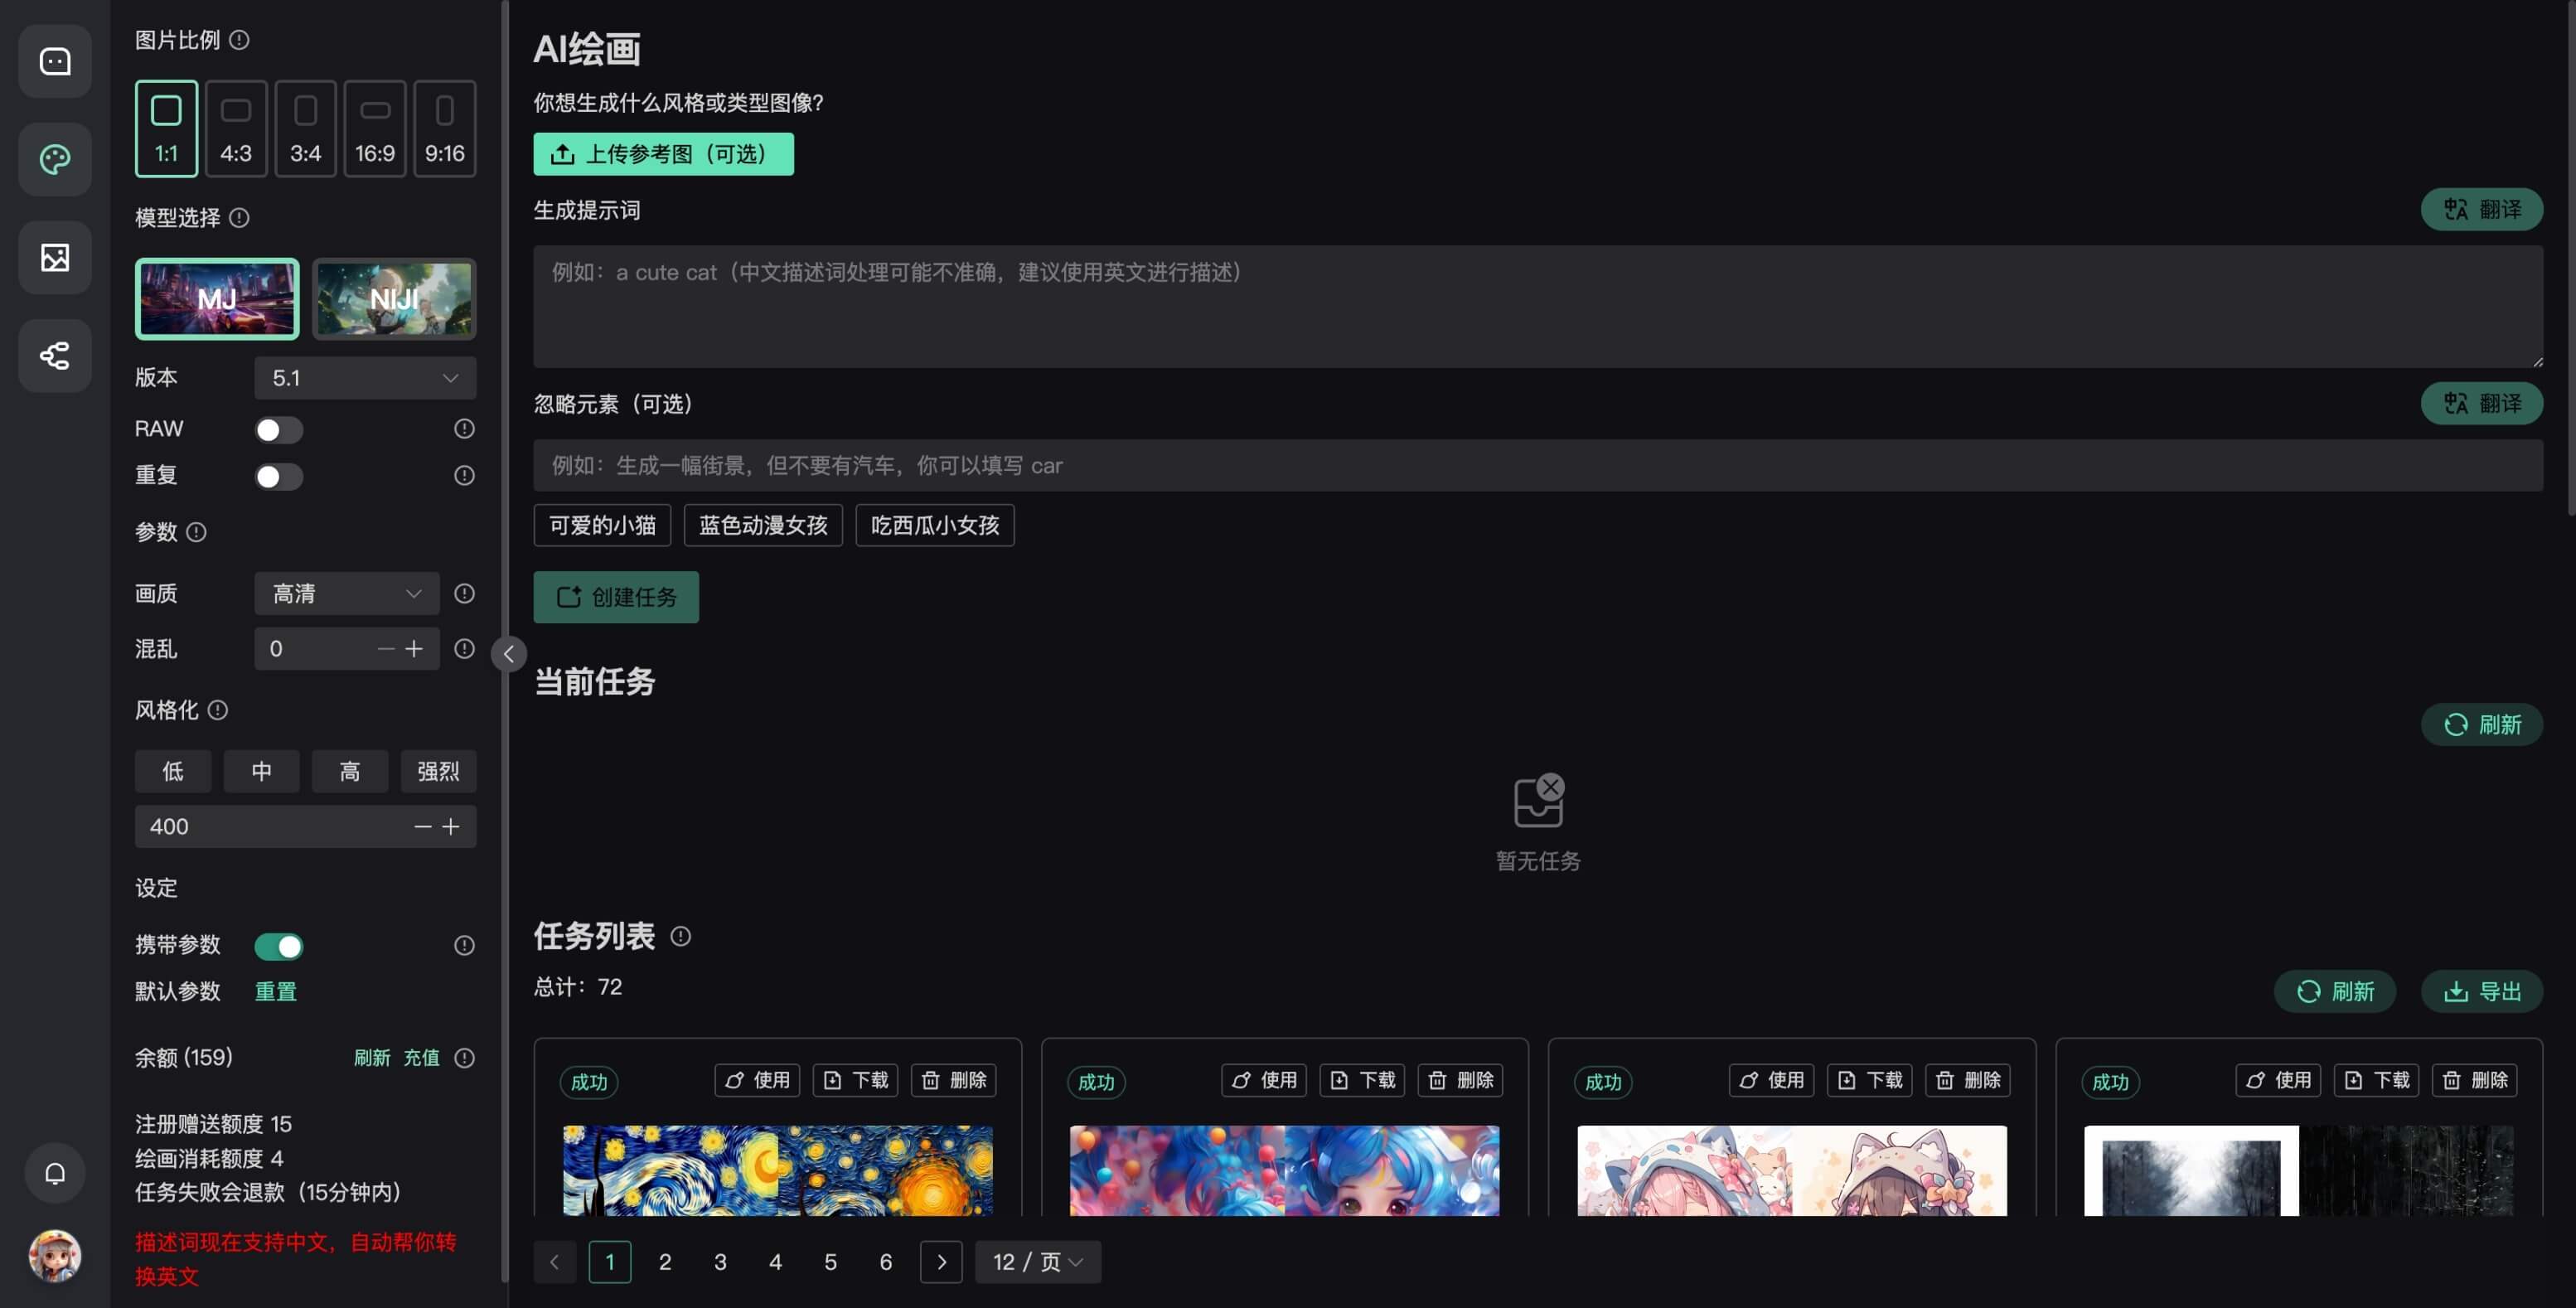 图片比例
1:1
4:3
3:4
16:9
9:16
模型选择
MJ
NIJI
版本
5.1
RAW
重复
参数
画质
高清
混乱
0
风格化
低
中
高
强烈
400
设定
携带参数
默认参数 重置
余额 (159) 刷新 充值
注册赠送额度 15
绘画消耗额度 4
任务失败会退款（15分钟内）
描述词现在支持中文，自动帮你转
换英文
AI绘画
你想生成什么风格或类型图像?
上传参考图（可选）
生成提示词
翻译
例如：a cute cat（中文描述词处理可能不准确，建议使用英文进行描述）
忽略元素（可选）
翻译
例如：生成一幅街景，但不要有汽车，你可以填写 car
可爱的小猫
蓝色动漫女孩
吃西瓜小女孩
创建任务
当前任务
刷新
暂无任务
任务列表
总计：72
刷新
导出
成功 使用 下载 删除
成功 使用 下载 删除
成功 使用 下载 删除
成功 使用 下载 删除
1 2 3 4 5 6
12 / 页